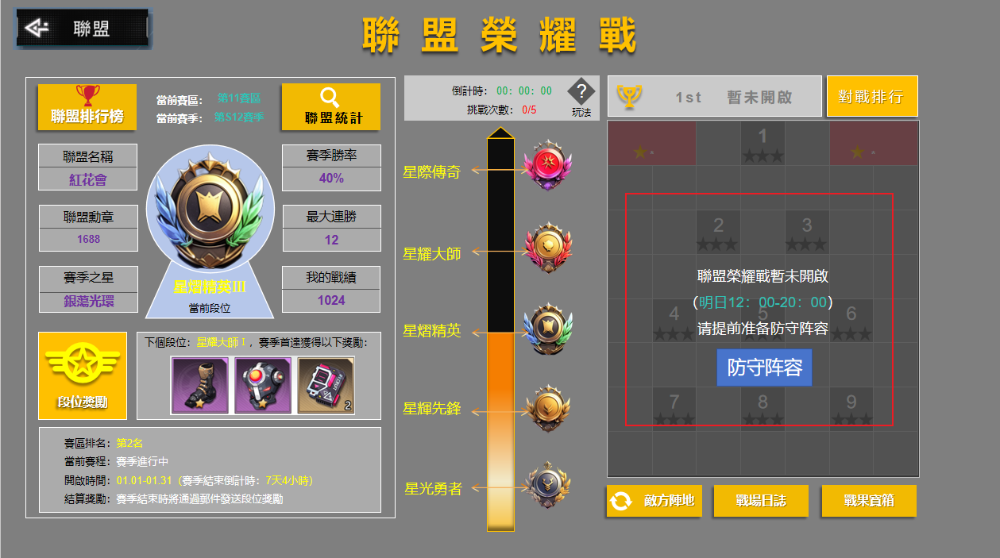 聯盟
聯盟榮耀戰
聯盟排行榜
當前賽區： 第11賽區
當前賽季： 第S12賽季
聯盟統計
聯盟名稱
紅花會
聯盟勳章
1688
賽季之星
銀蕩光環
星熠精英III
當前段位
賽季勝率
40%
最大連勝
12
我的戰績
1024
段位獎勵
下個段位：星耀大師 I ，賽季首達獲得以下獎勵：
2
賽區排名：第2名
當前賽程：賽季進行中
開啟時間：01.01-01.31（賽季結束倒計時：7天4小時）
結算獎勵：賽季結束時將通過郵件發送段位獎勵
倒計時： 00：00：00
挑戰次數： 0/5
?
玩法
星際傳奇
星耀大師
星熠精英
星輝先鋒
星光勇者
1st 暫未開啟
對戰排行
1
2 3
聯盟榮耀戰暫未開啟
(明日12：00-20：00)
4 5 6
请提前准备防守阵容
防守阵容
7 8 9
敵方陣地
戰場日誌
戰果寶箱